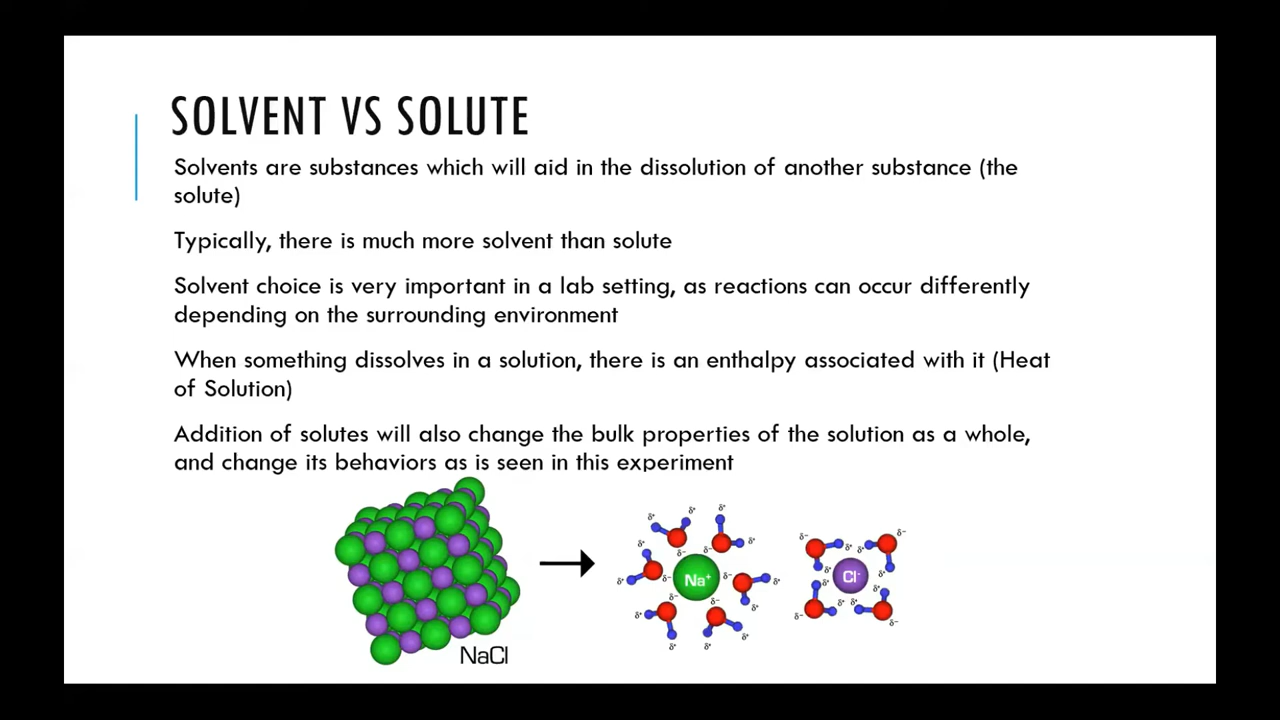 SOLVENT VS SOLUTE
Solvents are substances which will aid in the dissolution of another substance (the
solute)
Typically, there is much more solvent than solute
Solvent choice is very important in a lab setting, as reactions can occur differently
depending on the surrounding environment
When something dissolves in a solution, there is an enthalpy associated with it (Heat
of Solution)
Addition of solutes will also change the bulk properties of the solution as a whole,
and change its behaviors as is seen in this experiment
NaCl
Na⁺
Cl⁻